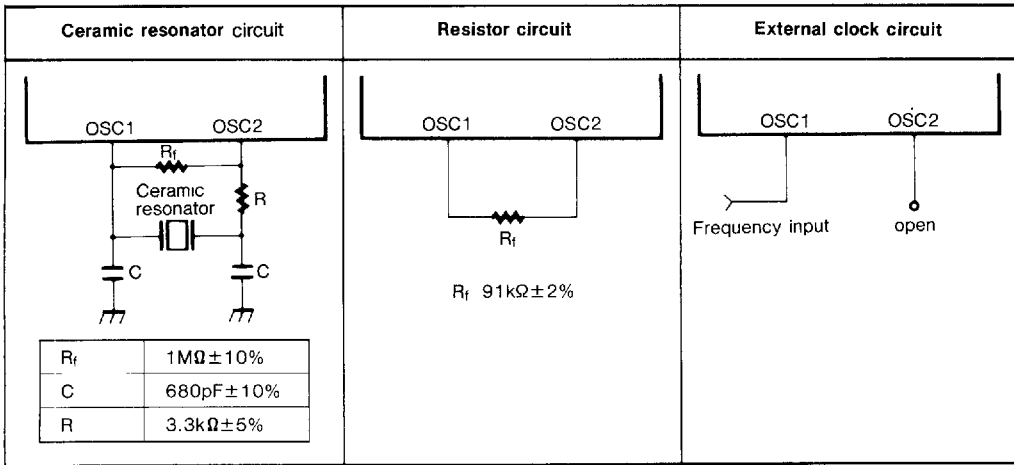 Ceramic resonator circuit
OSC1 OSC2
Rf
Ceramic
resonator
R
C C
Rf 1MΩ±10%
C 680pF±10%
R 3.3kΩ±5%
Resistor circuit
OSC1 OSC2
Rf
Rf 91kΩ±2%
External clock circuit
OSC1 OSC2
Frequency input open